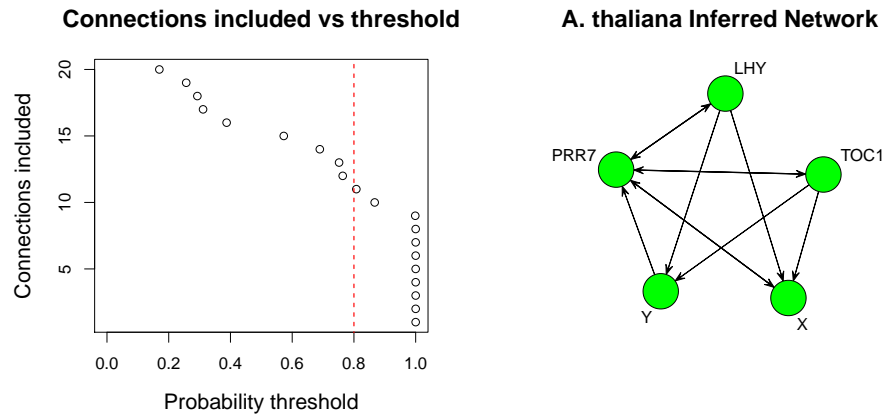 Connections included vs threshold
Connections included
20
15
10
5
0.0 0.2 0.4 0.6 0.8 1.0
Probability threshold
A. thaliana Inferred Network
LHY
PRR7
TOC1
Y
X